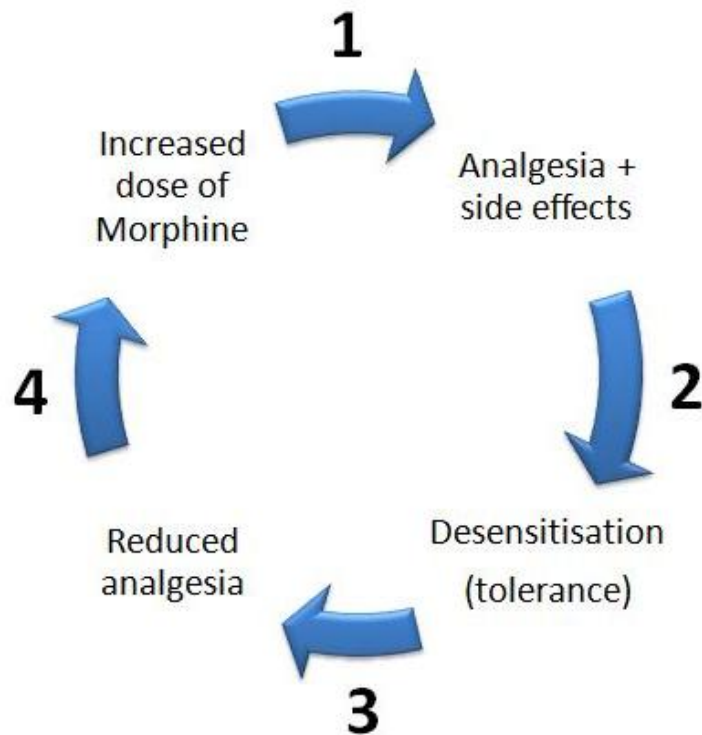 1
Increased
dose of
Morphine
Analgesia +
side effects
2
Desensitisation
(tolerance)
3
Reduced
analgesia
4